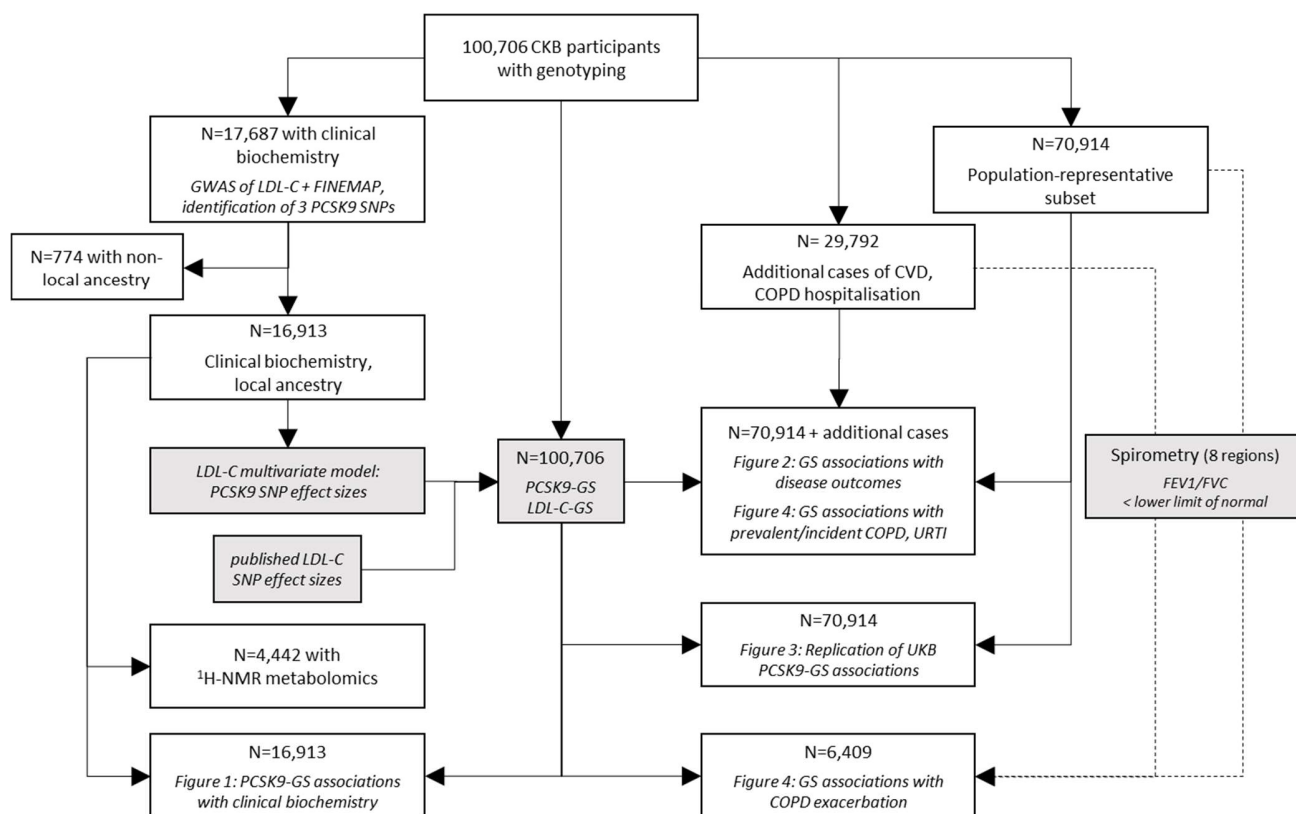 100,706 CKB participants
with genotyping
N=17,687 with clinical
biochemistry
GWAS of LDL-C + FINEMAP,
identification of 3 PCSK9 SNPs
N=70,914
Population-representative
subset
N=774 with non-
local ancestry
N= 29,792
Additional cases of CVD,
COPD hospitalisation
N=16,913
Clinical biochemistry,
local ancestry
LDL-C multivariate model:
PCSK9 SNP effect sizes
N=100,706
PCSK9-GS
LDL-C-GS
N=70,914 + additional cases
Figure 2: GS associations with
disease outcomes
Figure 4: GS associations with
prevalent/incident COPD, URTI
Spirometry (8 regions)
FEV1/FVC
< lower limit of normal
published LDL-C
SNP effect sizes
N=4,442 with
¹H-NMR metabolomics
N=70,914
Figure 3: Replication of UKB
PCSK9-GS associations
N=16,913
Figure 1: PCSK9-GS associations
with clinical biochemistry
N=6,409
Figure 4: GS associations with
COPD exacerbation